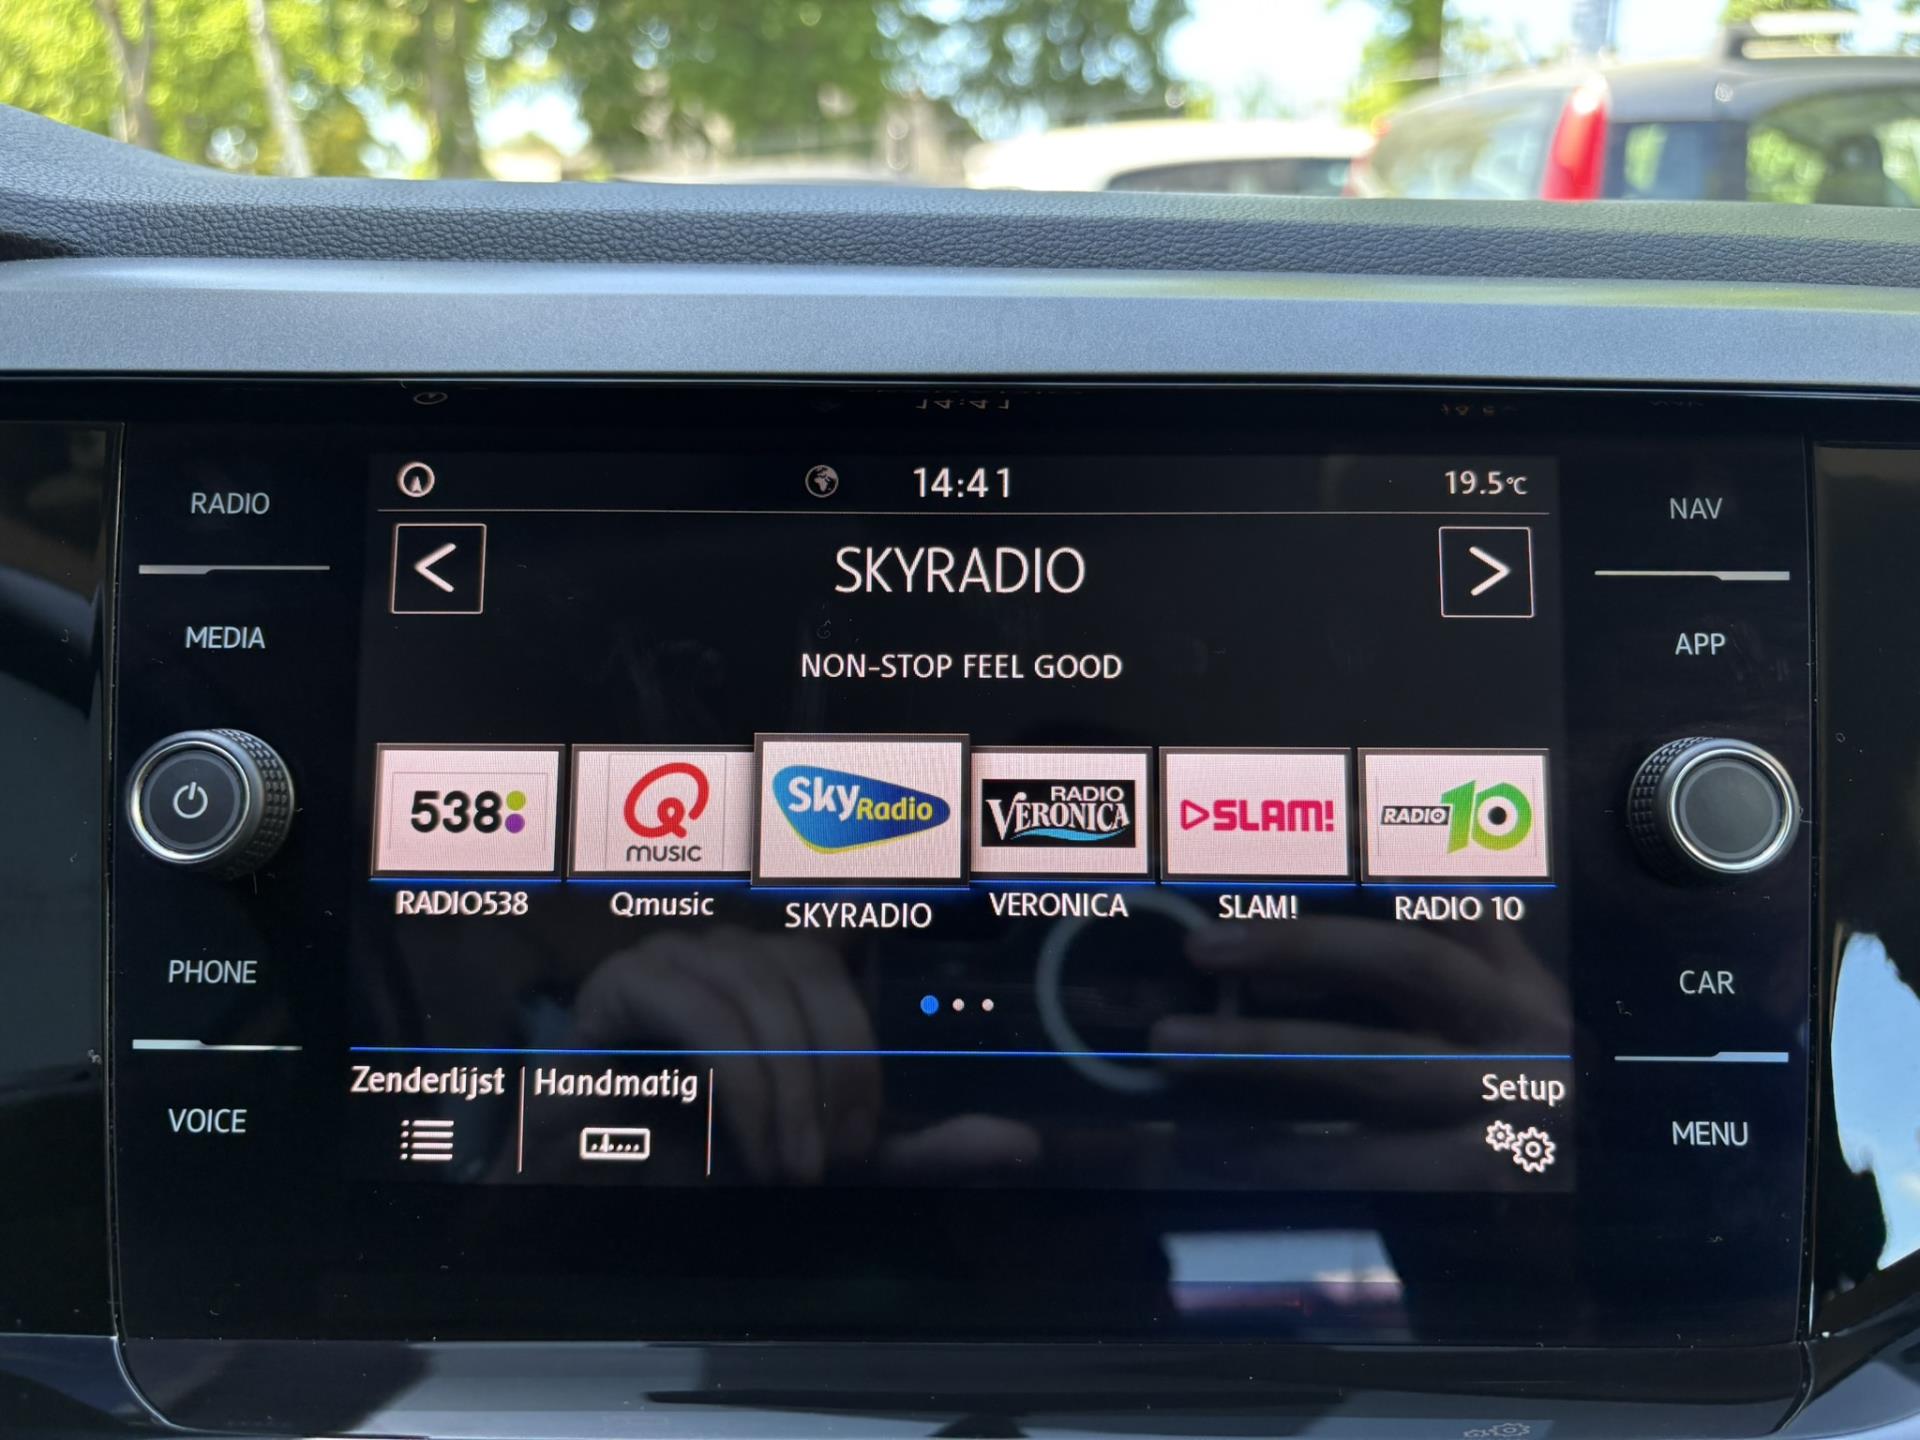 RADIO
MEDIA
PHONE
VOICE
14:41
19.5°C
SKYRADIO
NON-STOP FEEL GOOD
538
Q
MUSIC
Sky Radio
RADIO
VERONICA
SLAM!
RADIO 10
RADIO538
Qmusic
SKYRADIO
VERONICA
SLAM!
RADIO 10
Zenderlijst
Handmatig
Setup
NAV
APP
CAR
MENU